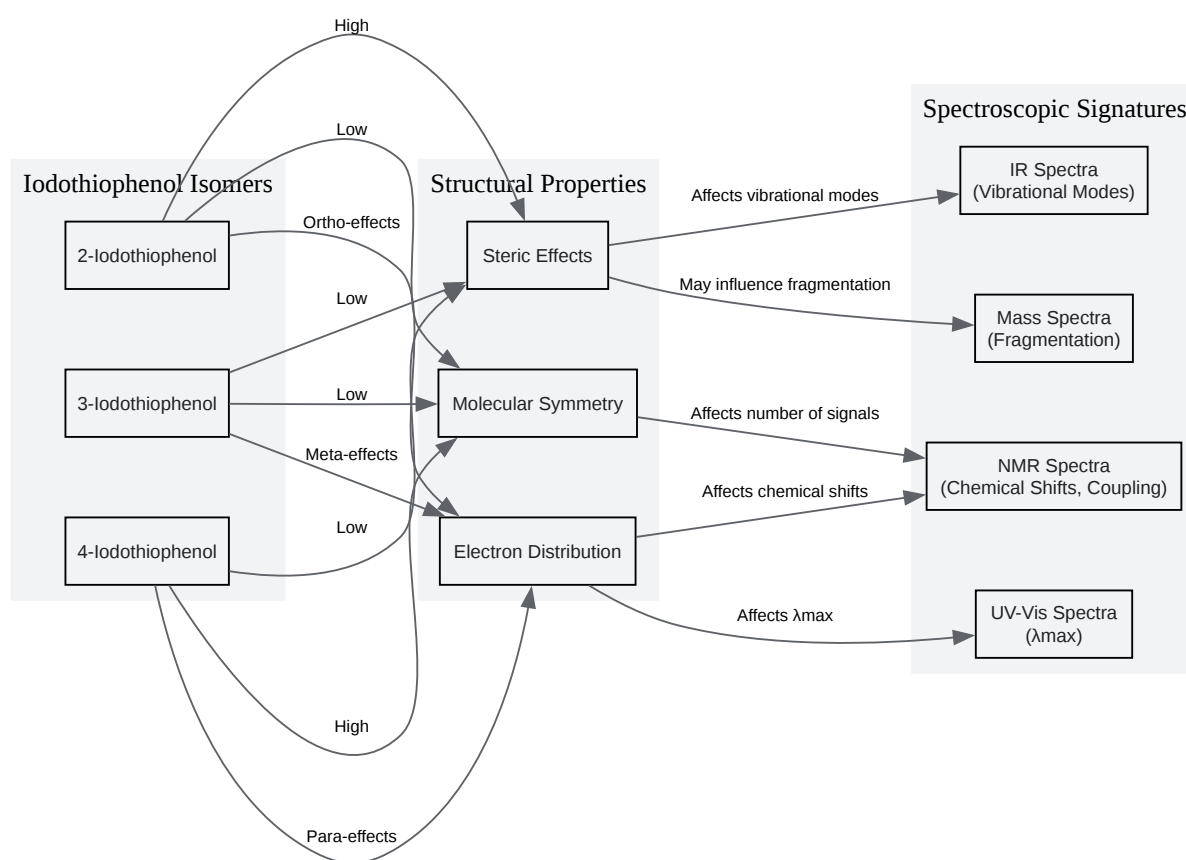 Iodothiophenol Isomers
2-Iodothiophenol
3-Iodothiophenol
4-Iodothiophenol
High
Low
Ortho-effects
Low
Low
Meta-effects
Low
High
Para-effects
Structural Properties
Steric Effects
Molecular Symmetry
Electron Distribution
Affects vibrational modes
May influence fragmentation
Affects number of signals
Affects chemical shifts
Affects λmax
Spectroscopic Signatures
IR Spectra
(Vibrational Modes)
Mass Spectra
(Fragmentation)
NMR Spectra
(Chemical Shifts, Coupling)
UV-Vis Spectra
(λmax)